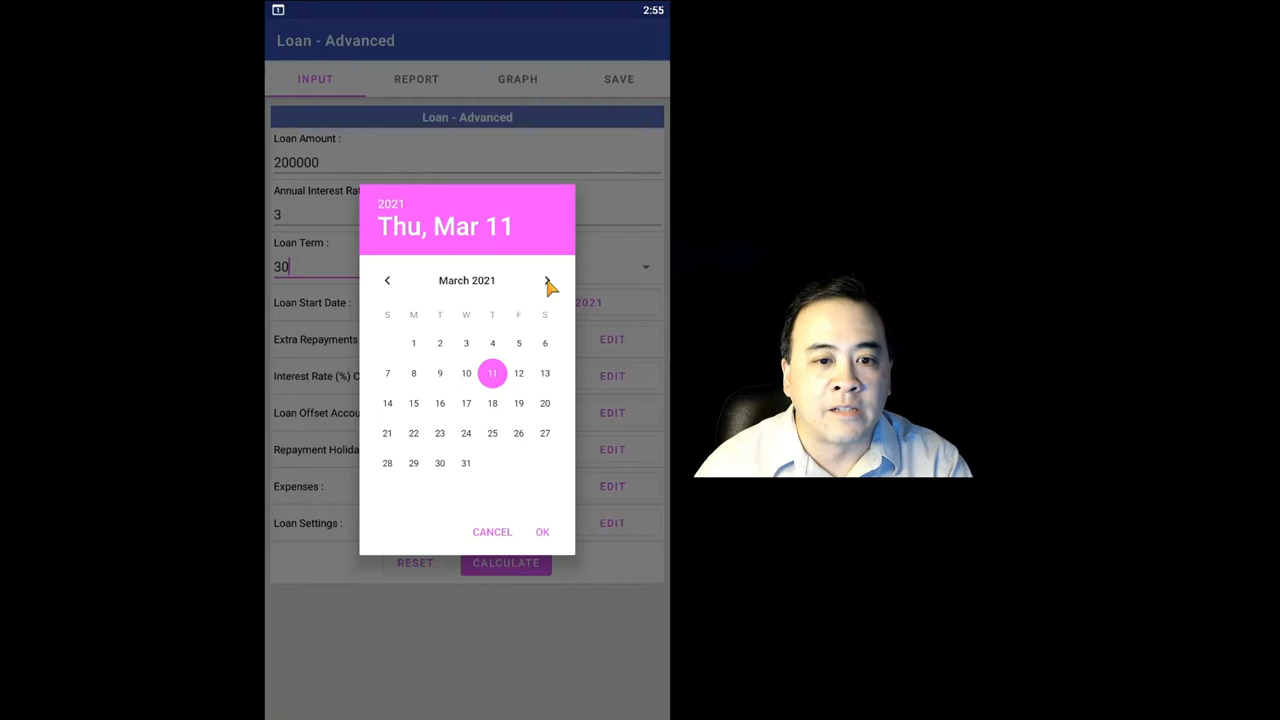 1 2:55
Loan - Advanced
INPUT REPORT GRAPH SAVE
Loan - Advanced
Loan Amount :
200000
Annual Interest Ra
3
Loan Term :
30
Loan Start Date : 2021
Extra Repayments EDIT
Interest Rate (%) C EDIT
Loan Offset Accou EDIT
Repayment Holida EDIT
Expenses : EDIT
Loan Settings : EDIT
RESET CALCULATE
2021
Thu, Mar 11
March 2021
S M T W T F S
1 2 3 4 5 6
7 8 9 10 11 12 13
14 15 16 17 18 19 20
21 22 23 24 25 26 27
28 29 30 31
CANCEL OK